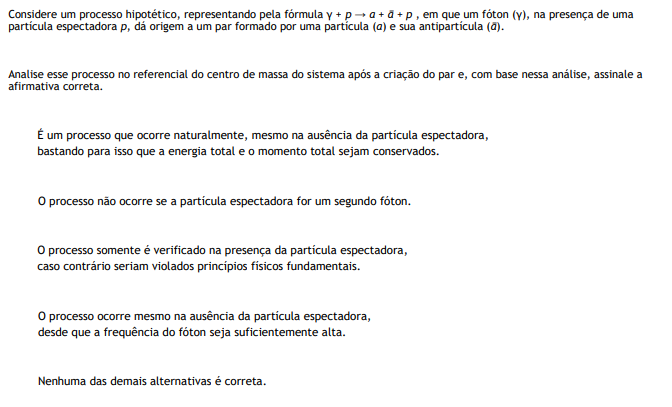 Considere um processo hipotético, representando pela fórmula γ + p → a + ā + p , em que um fóton (γ), na presença de uma
partícula espectadora p, dá origem a um par formado por uma partícula (a) e sua antipartícula (ā).
Analise esse processo no referencial do centro de massa do sistema após a criação do par e, com base nessa análise, assinale a
afirmativa correta.
É um processo que ocorre naturalmente, mesmo na ausência da partícula espectadora,
bastando para isso que a energia total e o momento total sejam conservados.
O processo não ocorre se a partícula espectadora for um segundo fóton.
O processo somente é verificado na presença da partícula espectadora,
caso contrário seriam violados princípios físicos fundamentais.
O processo ocorre mesmo na ausência da partícula espectadora,
desde que a frequência do fóton seja suficientemente alta.
Nenhuma das demais alternativas é correta.